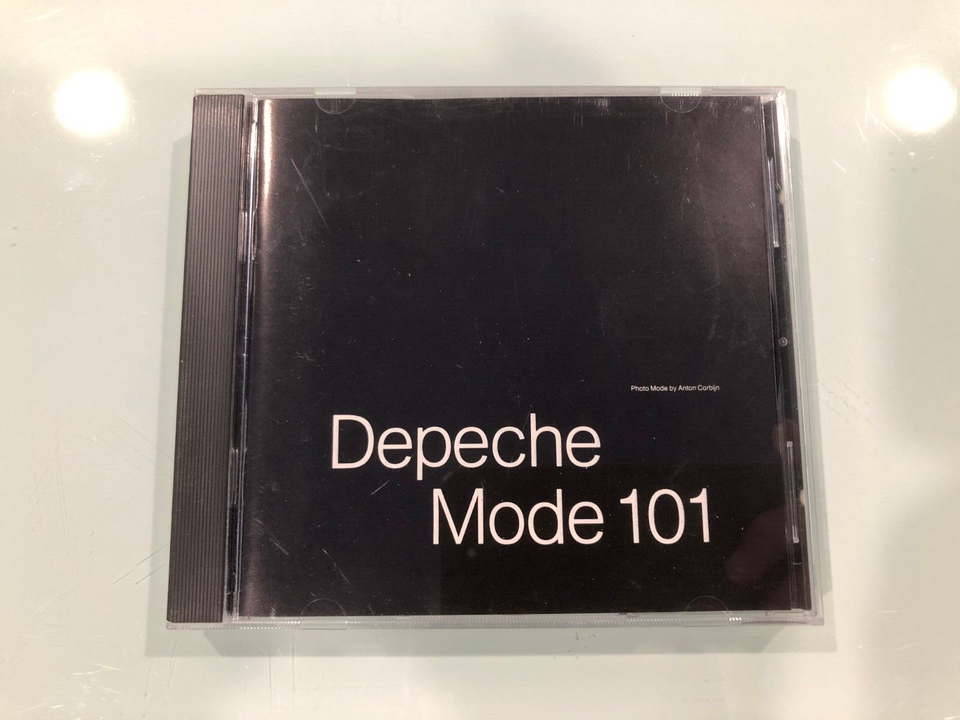 Photo Mode by Anton Corbijn
Depeche
Mode 101